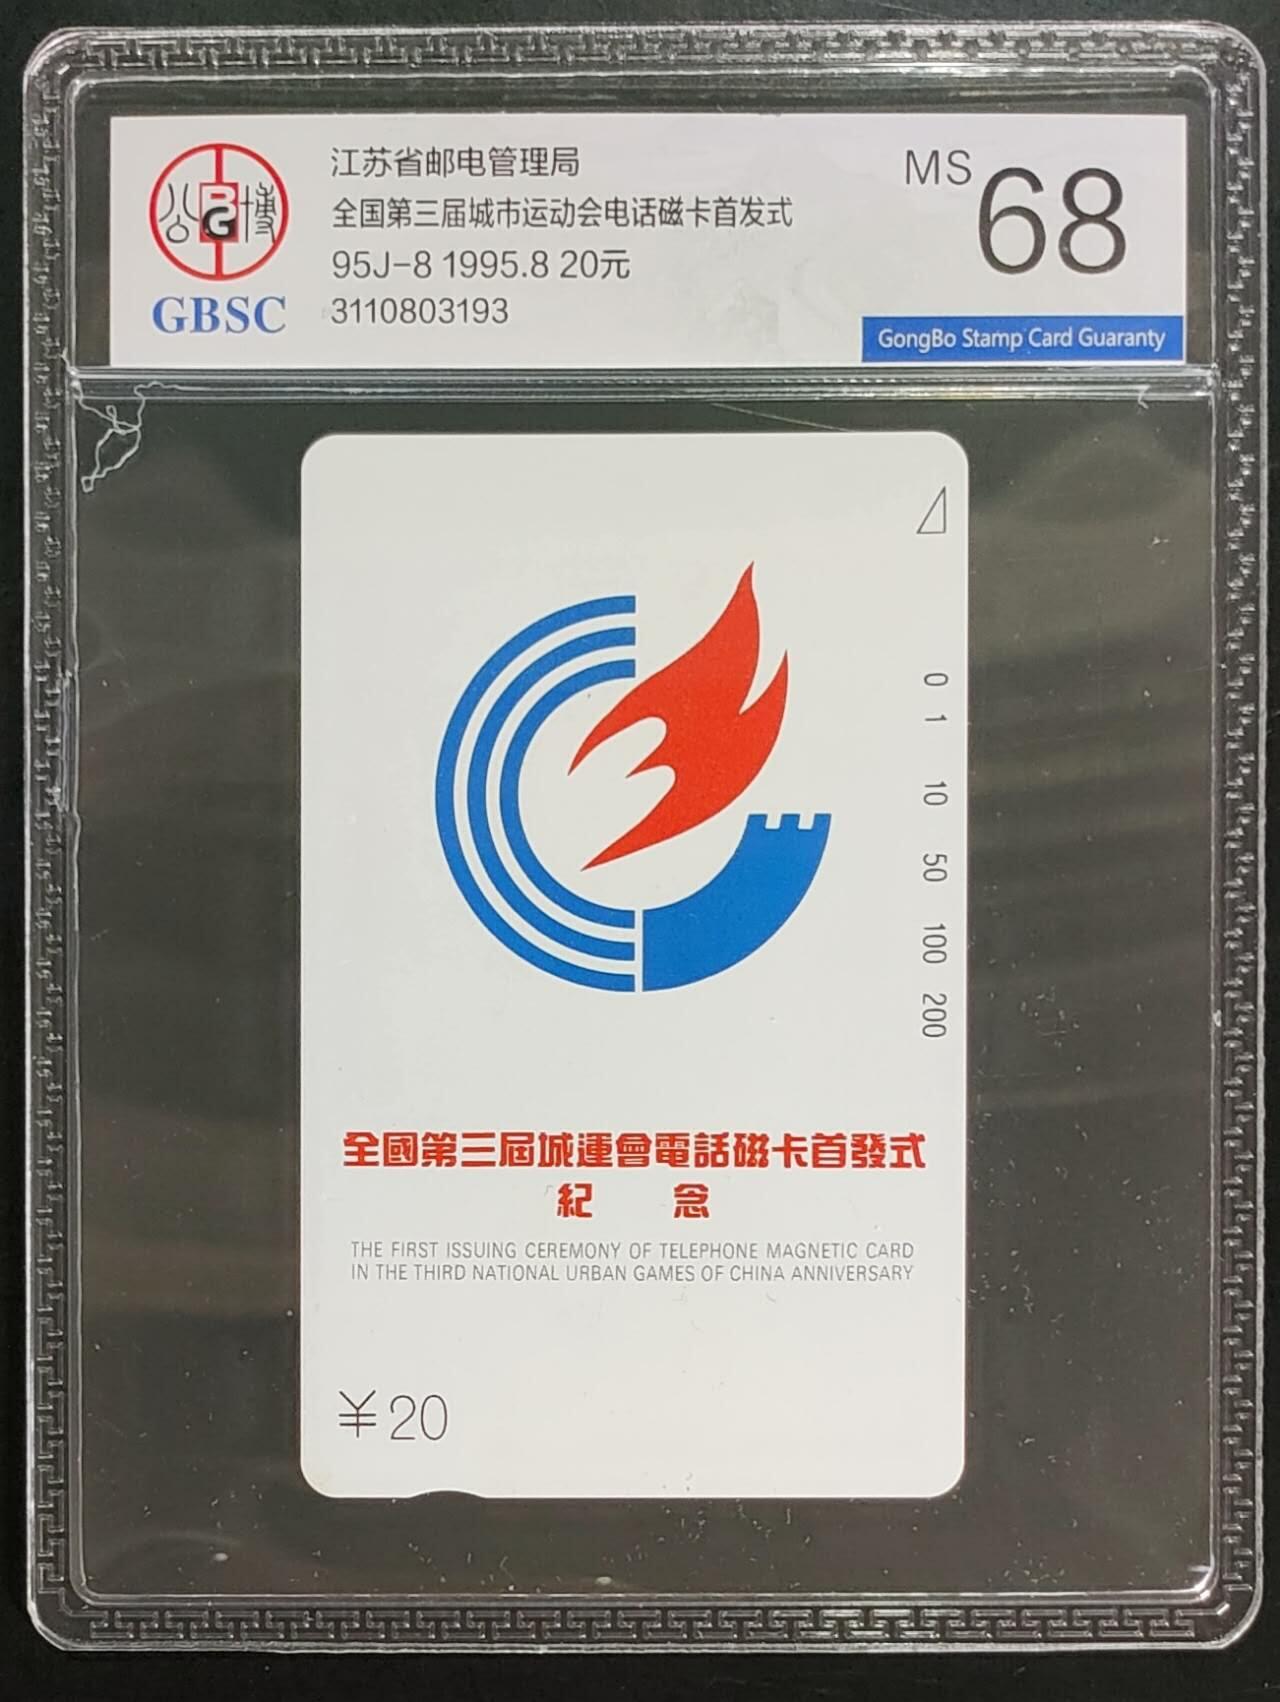 公博
BG
GBSC
江苏省邮电管理局
全国第三届城市运动会电话磁卡首发式
95J-8 1995.8 20元
3110803193
MS 68
GongBo Stamp Card Guaranty
0
1
10
50
100
200
全國第三屆城運會電話磁卡首發式
紀念
THE FIRST ISSUING CEREMONY OF TELEPHONE MAGNETIC CARD
IN THE THIRD NATIONAL URBAN GAMES OF CHINA ANNIVERSARY
¥20